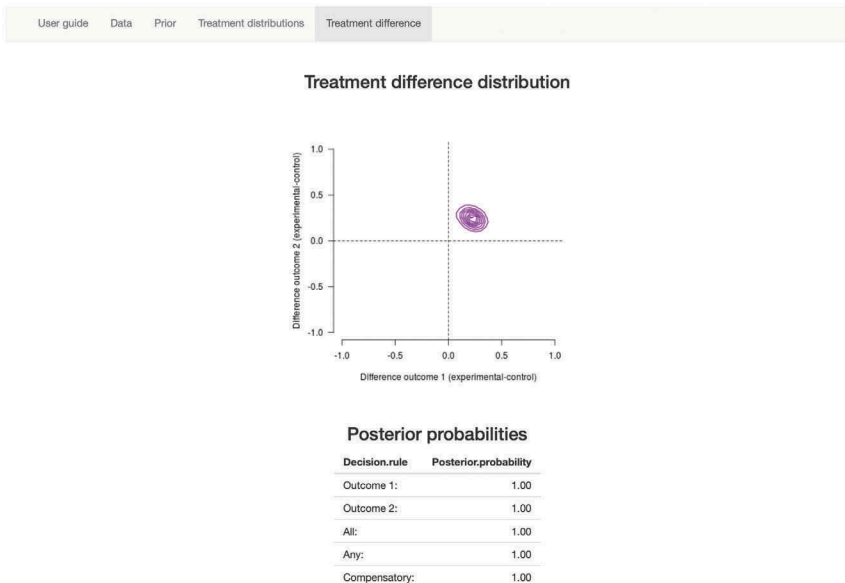 User guide Data Prior Treatment distributions Treatment difference
Treatment difference distribution
Difference outcome 2 (experimental-control)
1.0
0.5
0.0
-0.5
-1.0
-1.0 -0.5 0.0 0.5 1.0
Difference outcome 1 (experimental-control)
Posterior probabilities
Decision.rule Posterior.probability
Outcome 1: 1.00
Outcome 2: 1.00
All: 1.00
Any: 1.00
Compensatory: 1.00